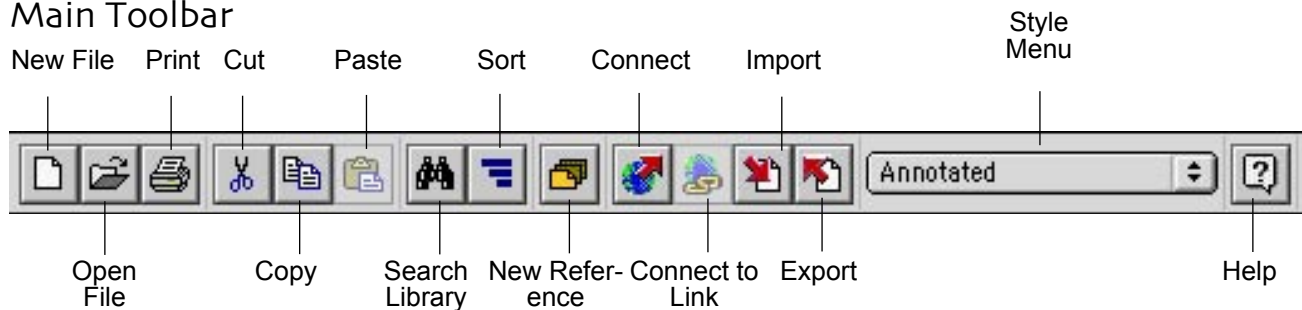 Main Toolbar
Style
Menu
New File Print Cut Paste Sort Connect Import
Annotated
Open
File
Copy
Search
Library
New Refer-
ence
Connect to
Link
Export
Help